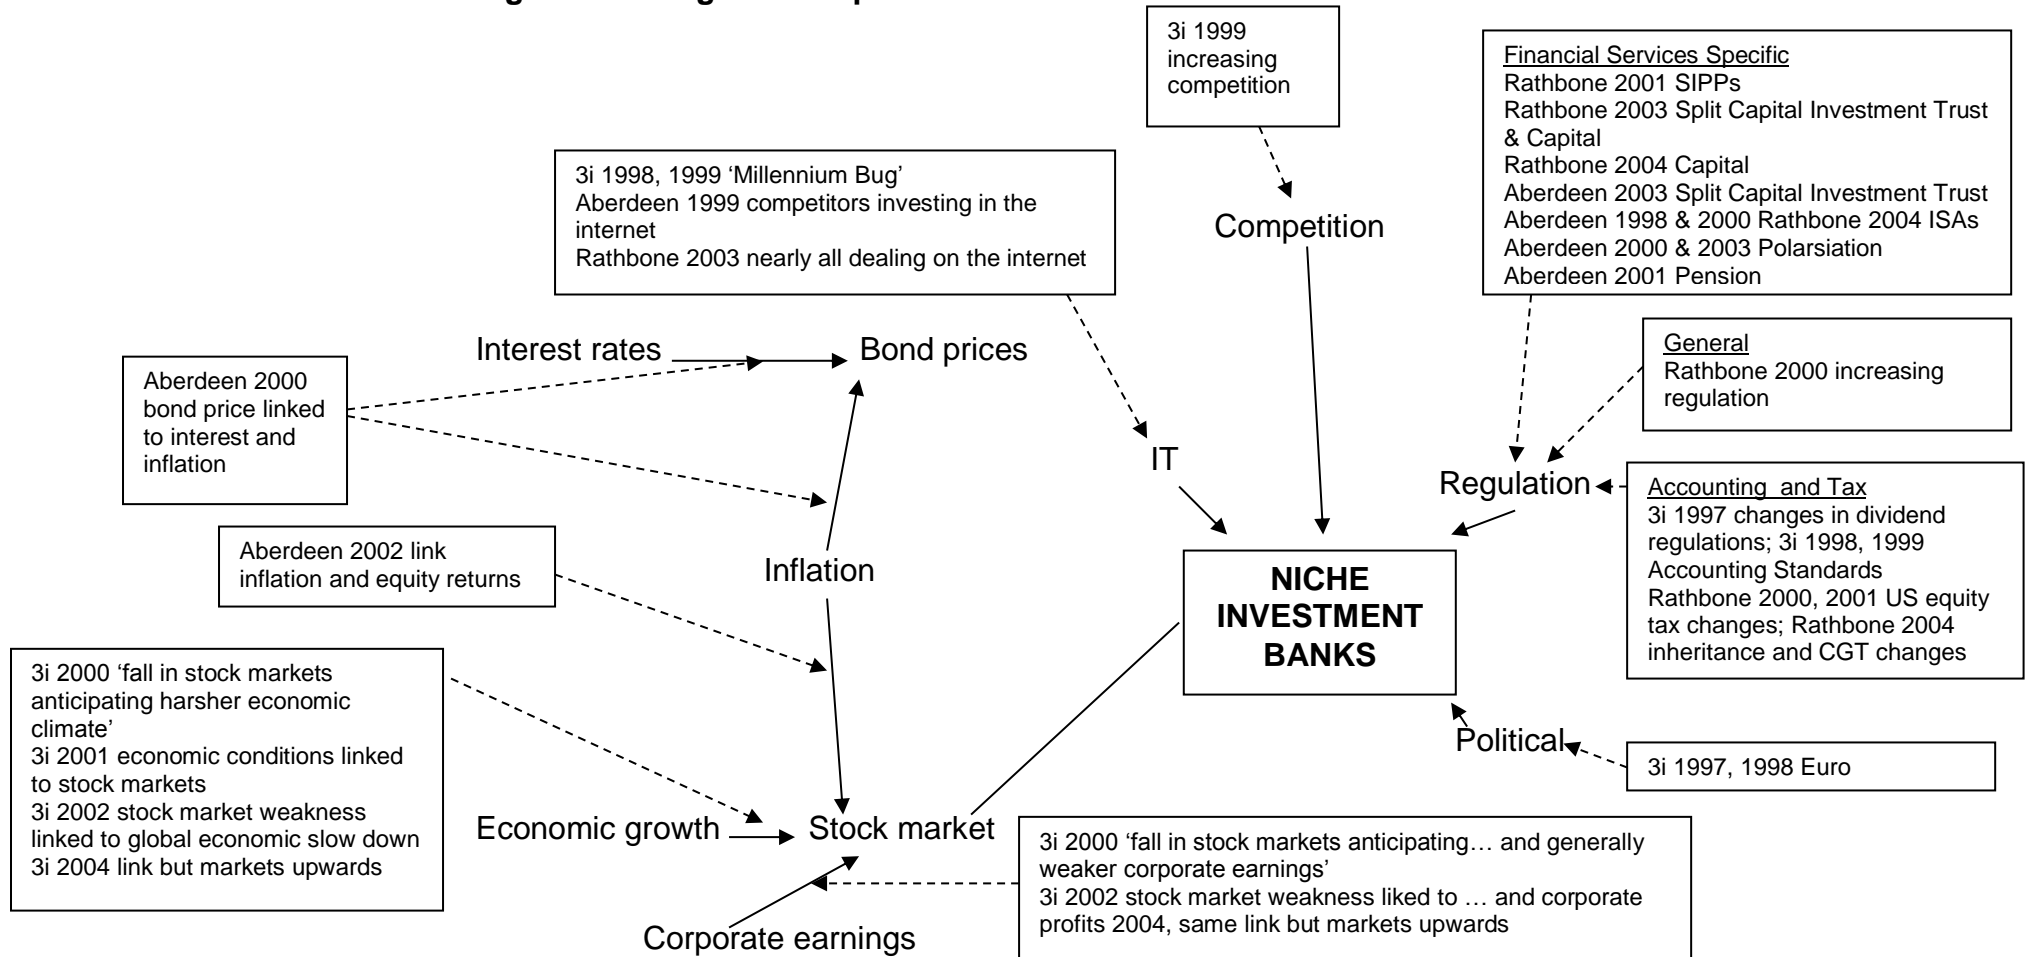 3i 1999
increasing
competition
Financial Services Specific
Rathbone 2001 SIPPs
Rathbone 2003 Split Capital Investment Trust
& Capital
Rathbone 2004 Capital
Aberdeen 2003 Split Capital Investment Trust
Aberdeen 1998 & 2000 Rathbone 2004 ISAs
Aberdeen 2000 & 2003 Polarsiation
Aberdeen 2001 Pension
3i 1998, 1999 ‘Millennium Bug’
Aberdeen 1999 competitors investing in the
internet
Rathbone 2003 nearly all dealing on the internet
Competition
Interest rates
Bond prices
General
Rathbone 2000 increasing
regulation
Aberdeen 2000
bond price linked
to interest and
inflation
IT
Regulation
Accounting and Tax
3i 1997 changes in dividend
regulations; 3i 1998, 1999
Accounting Standards
Rathbone 2000, 2001 US equity
tax changes; Rathbone 2004
inheritance and CGT changes
Aberdeen 2002 link
inflation and equity returns
Inflation
NICHE
INVESTMENT
BANKS
3i 2000 ‘fall in stock markets
anticipating harsher economic
climate’
3i 2001 economic conditions linked
to stock markets
3i 2002 stock market weakness
linked to global economic slow down
3i 2004 link but markets upwards
Political
3i 1997, 1998 Euro
Economic growth
Stock market
3i 2000 ‘fall in stock markets anticipating… and generally
weaker corporate earnings’
3i 2002 stock market weakness liked to … and corporate
profits 2004, same link but markets upwards
Corporate earnings